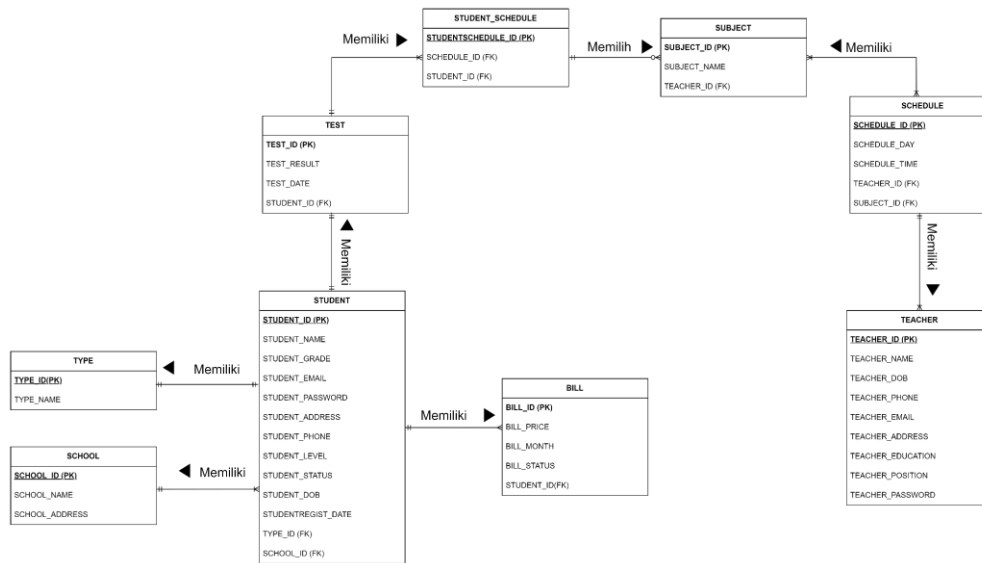 STUDENT_SCHEDULE
STUDENTSCHEDULE_ID (PK)
SCHEDULE_ID (FK)
STUDENT_ID (FK)
Memiliki
Memilih
SUBJECT
SUBJECT_ID (PK)
SUBJECT_NAME
TEACHER_ID (FK)
Memiliki
SCHEDULE
SCHEDULE_ID (PK)
SCHEDULE_DAY
SCHEDULE_TIME
TEACHER_ID (FK)
SUBJECT_ID (FK)
TEST
TEST_ID (PK)
TEST_RESULT
TEST_DATE
STUDENT_ID (FK)
Memiliki
Memiliki
STUDENT
STUDENT_ID (PK)
STUDENT_NAME
STUDENT_GRADE
STUDENT_EMAIL
STUDENT_PASSWORD
STUDENT_ADDRESS
STUDENT_PHONE
STUDENT_LEVEL
STUDENT_STATUS
STUDENT_DOB
STUDENTREGIST_DATE
TYPE_ID (FK)
SCHOOL_ID (FK)
TYPE
TYPE_ID(PK)
TYPE_NAME
Memiliki
SCHOOL
SCHOOL_ID (PK)
SCHOOL_NAME
SCHOOL_ADDRESS
Memiliki
Memiliki
BILL
BILL_ID (PK)
BILL_PRICE
BILL_MONTH
BILL_STATUS
STUDENT_ID(FK)
TEACHER
TEACHER_ID (PK)
TEACHER_NAME
TEACHER_DOB
TEACHER_PHONE
TEACHER_EMAIL
TEACHER_ADDRESS
TEACHER_EDUCATION
TEACHER_POSITION
TEACHER_PASSWORD